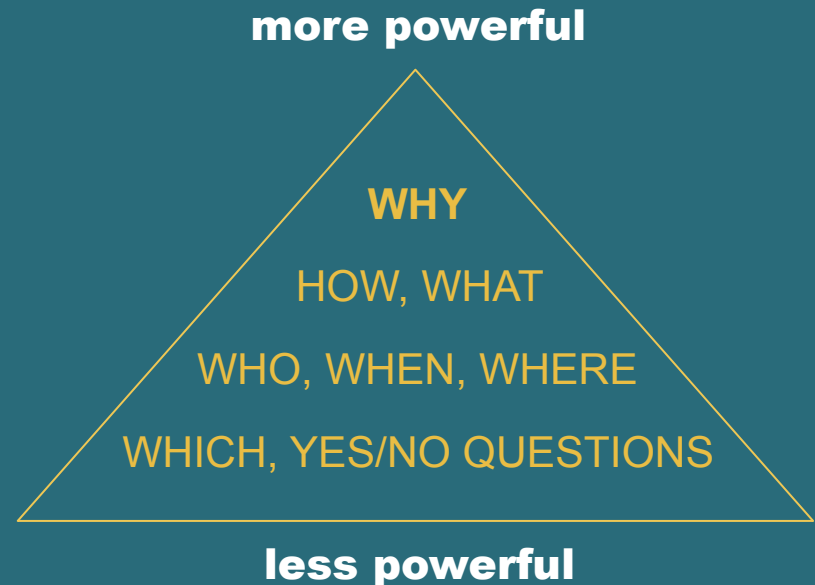 more powerful
WHY
HOW, WHAT
WHO, WHEN, WHERE
WHICH, YES/NO QUESTIONS
less powerful